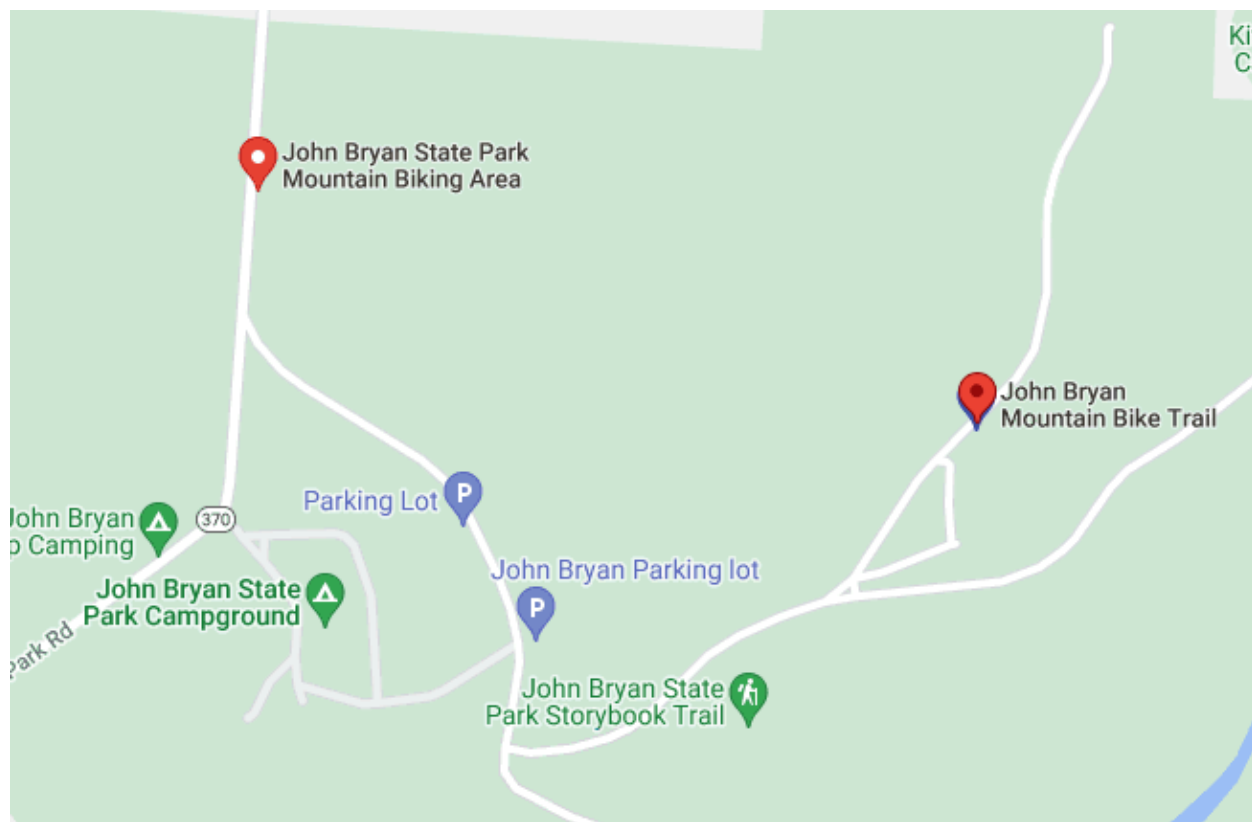 Ki
C
John Bryan State Park
Mountain Biking Area
John Bryan
Mountain Bike Trail
Parking Lot
P
370
John Bryan
o Camping
John Bryan Parking lot
P
John Bryan State
Park Campground
Park Rd
John Bryan State
Park Storybook Trail